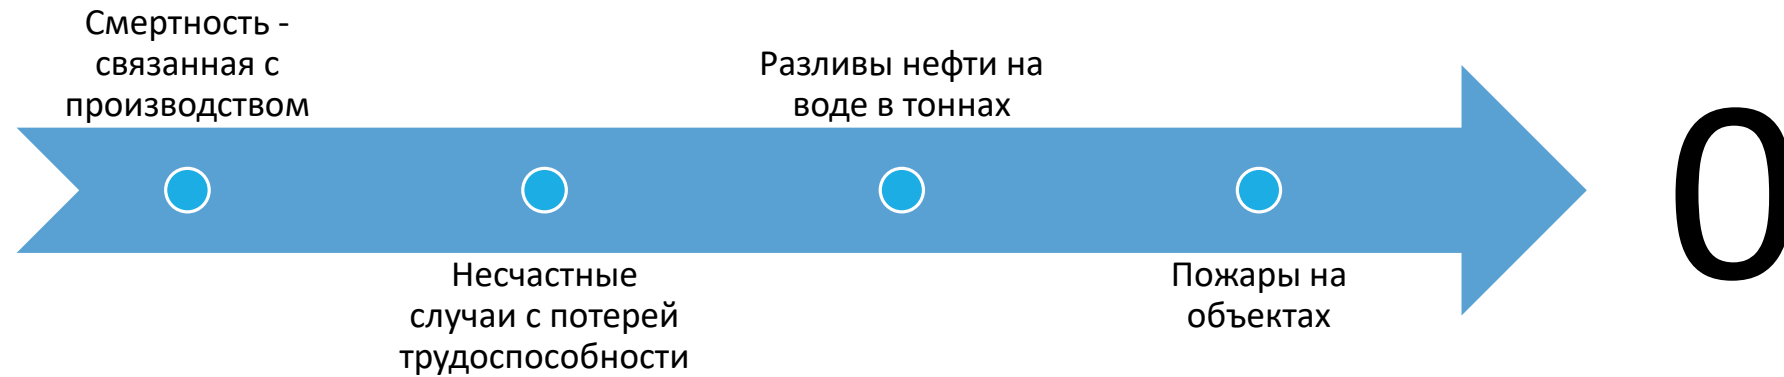 Смертность -
связанная с
производством
Несчастные
случаи с потерей
трудоспособности
Разливы нефти на
воде в тоннах
Пожары на
объектах
0